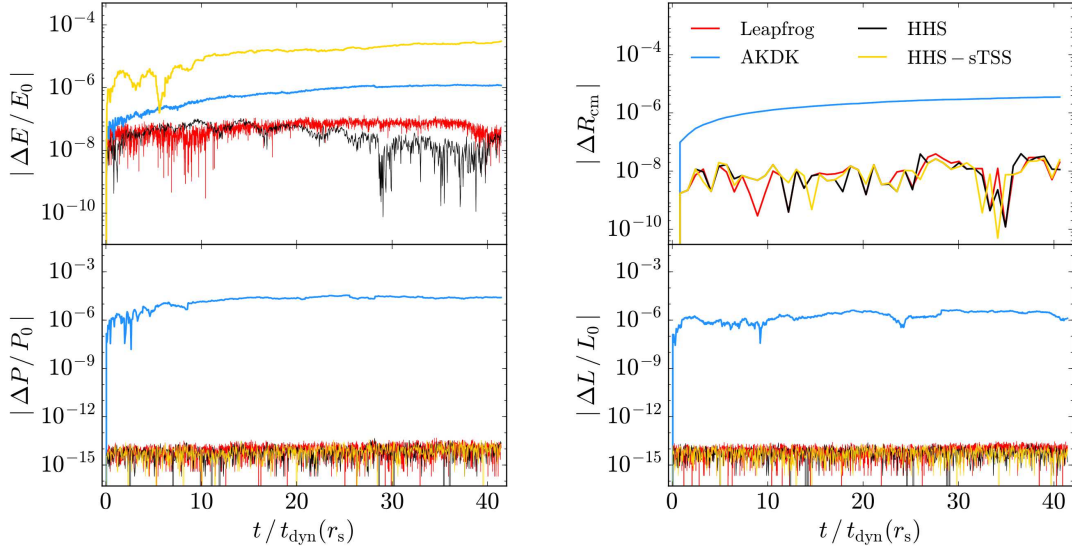 | ΔE / E₀ |
10⁻⁴
10⁻⁶
10⁻⁸
10⁻¹⁰
| ΔR_cm |
10⁻⁴
10⁻⁶
10⁻⁸
10⁻¹⁰
Leapfrog
AKDK
HHS
HHS − sTSS
| ΔP / P₀ |
10⁻³
10⁻⁶
10⁻⁹
10⁻¹²
10⁻¹⁵
0 10 20 30 40
t / t_dyn(r_s)
| ΔL / L₀ |
10⁻³
10⁻⁶
10⁻⁹
10⁻¹²
10⁻¹⁵
0 10 20 30 40
t / t_dyn(r_s)